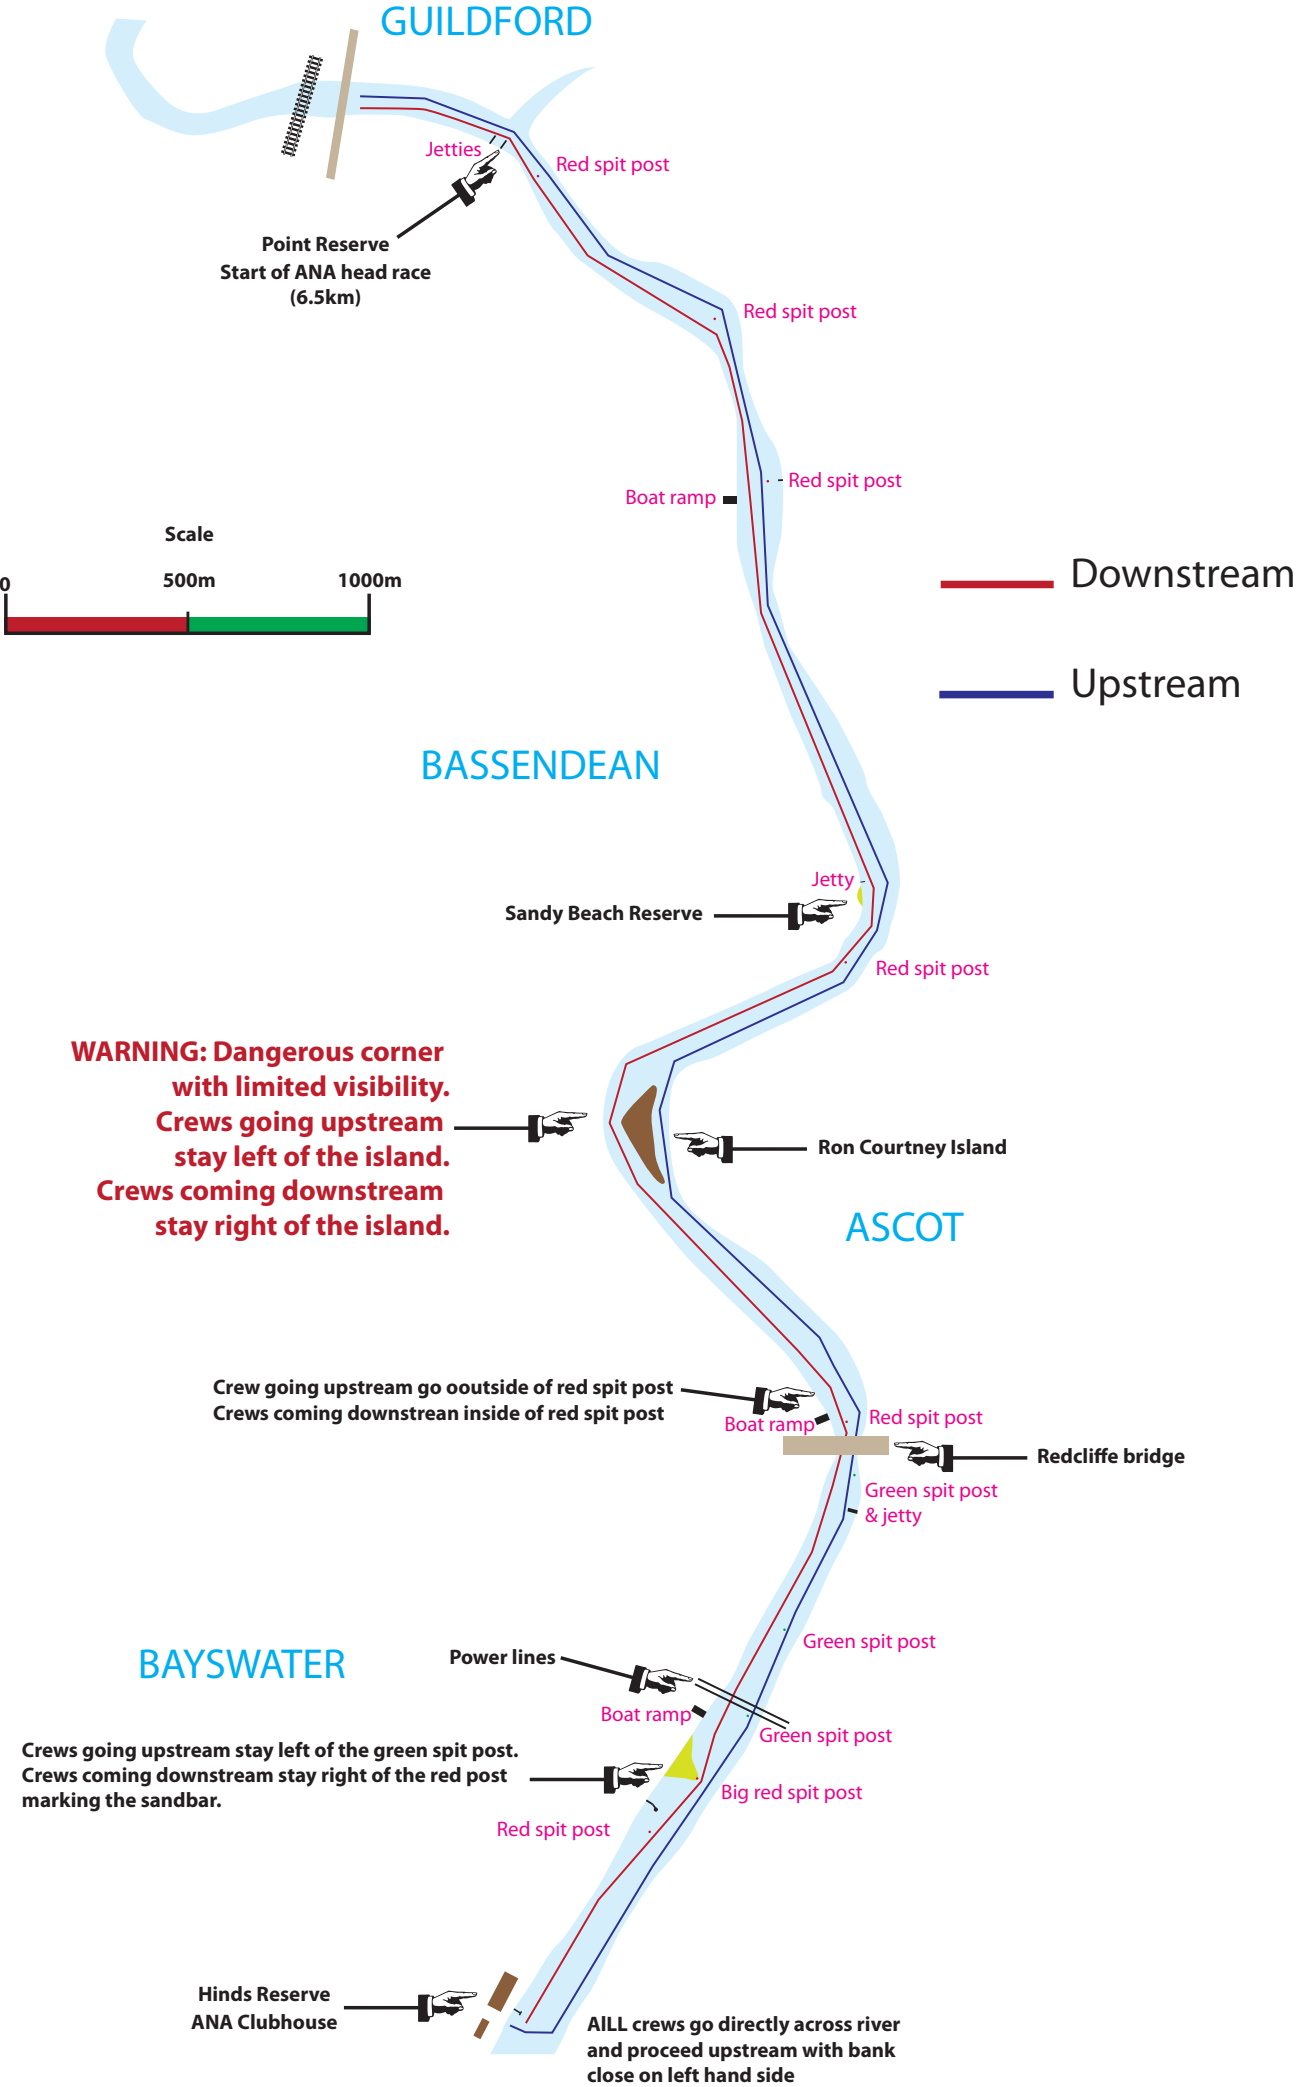 GUILDFORD
Jetties
Red spit post
Point Reserve
Start of ANA head race
(6.5km)
Red spit post
Red spit post
Boat ramp
Scale
0 500m 1000m
Downstream
Upstream
BASSENDEAN
Jetty
Sandy Beach Reserve
Red spit post
WARNING: Dangerous corner
with limited visibility.
Crews going upstream
stay left of the island.
Crews coming downstream
stay right of the island.
Ron Courtney Island
ASCOT
Crew going upstream go ooutside of red spit post
Crews coming downstrean inside of red spit post
Boat ramp
Red spit post
Redcliffe bridge
Green spit post
& jetty
Green spit post
BAYSWATER
Power lines
Boat ramp
Green spit post
Crews going upstream stay left of the green spit post.
Crews coming downstream stay right of the red post
marking the sandbar.
Big red spit post
Red spit post
Hinds Reserve
ANA Clubhouse
AlLL crews go directly across river
and proceed upstream with bank
close on left hand side